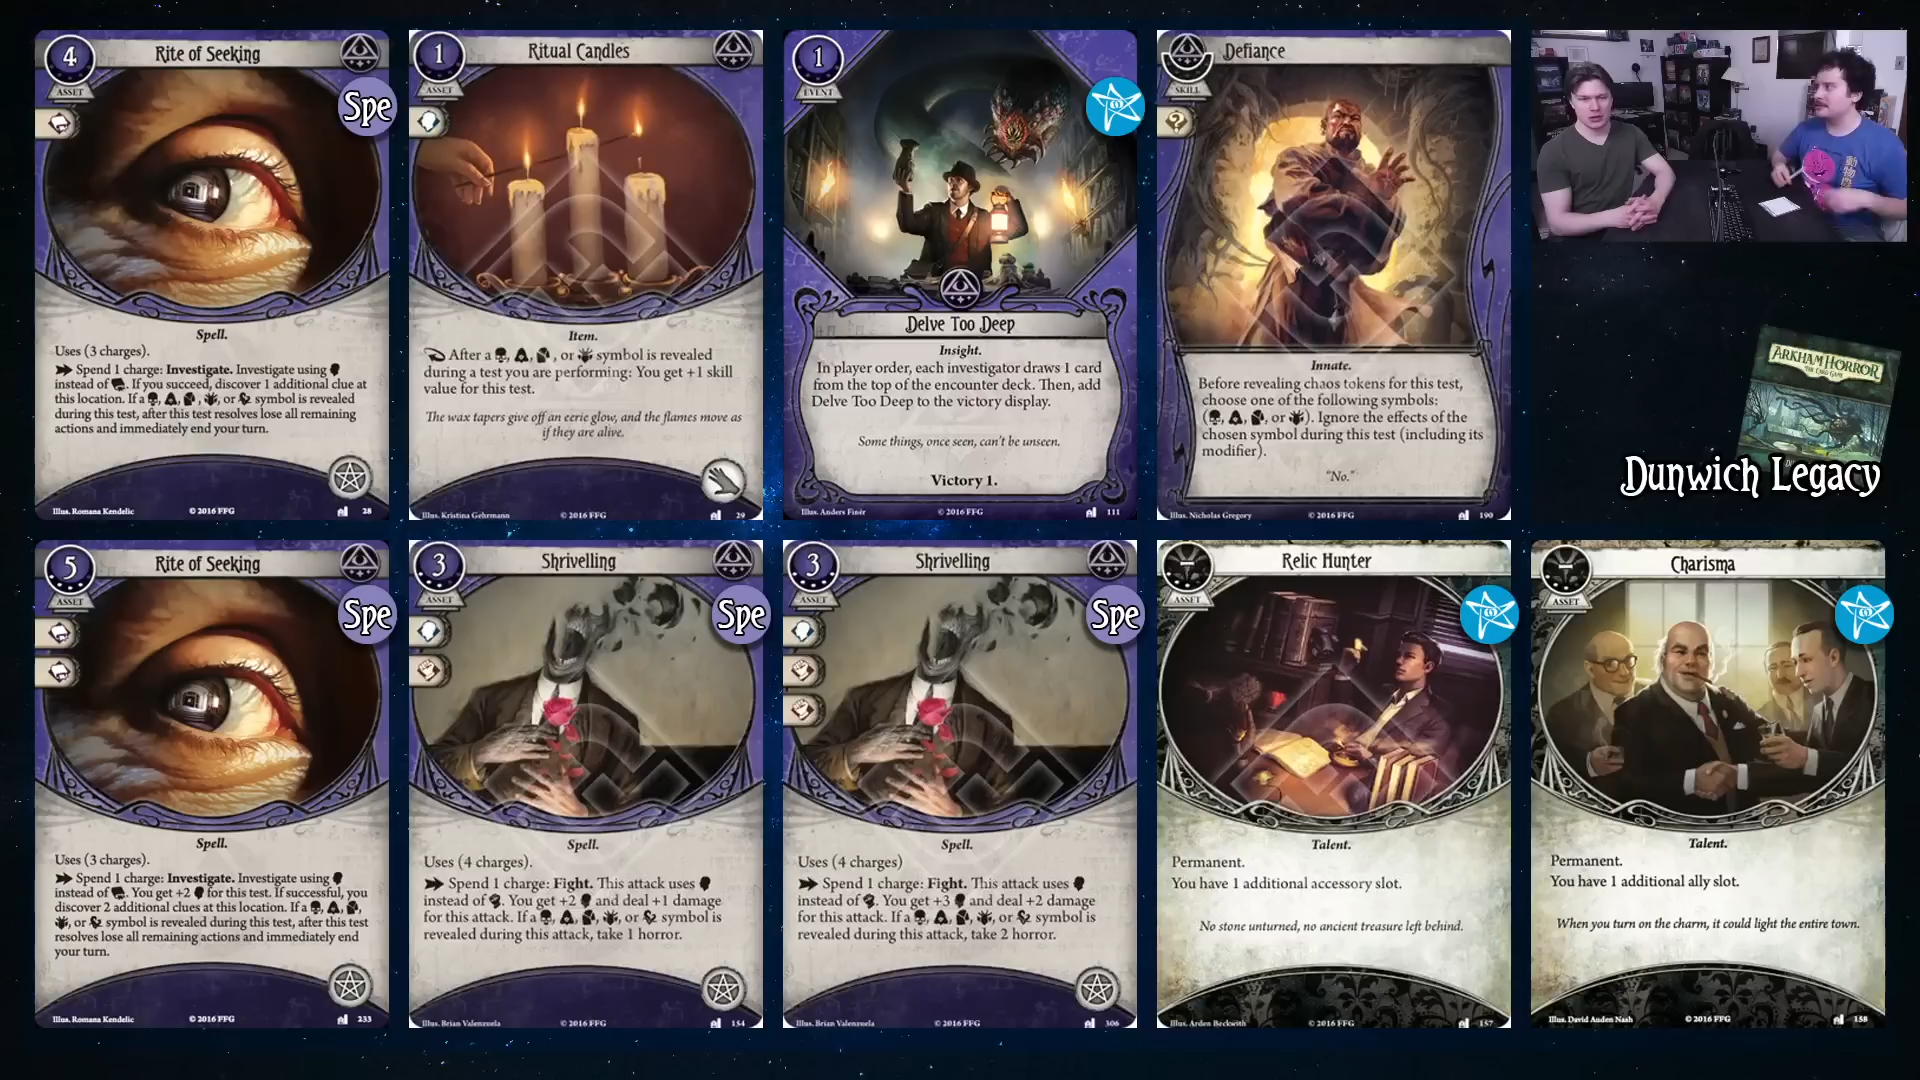 4
Rite of Seeking
ASSET
Spe
Spell.
Uses (3 charges).
Spend 1 charge: Investigate. Investigate using
instead of . If you succeed, discover 1 additional clue at
this location. If a , , , , or symbol is revealed
during this test, after this test resolves lose all remaining
actions and immediately end your turn.
Illus. Romana Kendelic
© 2016 FFG
28
1
Ritual Candles
ASSET
Item.
After a , , , or symbol is revealed
during a test you are performing: You get +1 skill
value for this test.
The wax tapers give off an eerie glow, and the flames move as
if they are alive.
Illus. Kristina Gehrmann
© 2016 FFG
29
1
EVENT
Delve Too Deep
Insight.
In player order, each investigator draws 1 card
from the top of the encounter deck. Then, add
Delve Too Deep to the victory display.
Some things, once seen, can't be unseen.
Victory 1.
Illus. Anders Finér
© 2016 FFG
111
Defiance
SKILL
?
Innate.
Before revealing chaos tokens for this test,
choose one of the following symbols:
( , , , or ). Ignore the effects of the
chosen symbol during this test (including its
modifier).
"No."
Illus. Nicholas Gregory
© 2016 FFG
190
ARKHAM HORROR
THE CARD GAME
Dunwich Legacy
5
Rite of Seeking
ASSET
Spe
Spell.
Uses (3 charges).
Spend 1 charge: Investigate. Investigate using
instead of . You get +2 for this test. If successful, you
discover 2 additional clues at this location. If a , , ,
, or symbol is revealed during this test, after this test
resolves lose all remaining actions and immediately end
your turn.
Illus. Romana Kendelic
© 2016 FFG
233
3
Shrivelling
ASSET
Spe
Spell.
Uses (4 charges).
Spend 1 charge: Fight. This attack uses
instead of . You get +2 and deal +1 damage
for this attack. If a , , , , or symbol is
revealed during this attack, take 1 horror.
Illus. Brian Valenzuela
© 2016 FFG
154
3
Shrivelling
ASSET
Spe
Spell.
Uses (4 charges)
Spend 1 charge: Fight. This attack uses
instead of . You get +3 and deal +2 damage
for this attack. If a , , , , or symbol is
revealed during this attack, take 2 horror.
Illus. Brian Valenzuela
© 2016 FFG
306
-
Relic Hunter
ASSET
Talent.
Permanent.
You have 1 additional accessory slot.
No stone unturned, no ancient treasure left behind.
Illus. Arden Beckwith
© 2016 FFG
157
-
Charisma
ASSET
Talent.
Permanent.
You have 1 additional ally slot.
When you turn on the charm, it could light the entire town.
Illus. David Auden Nash
© 2016 FFG
158